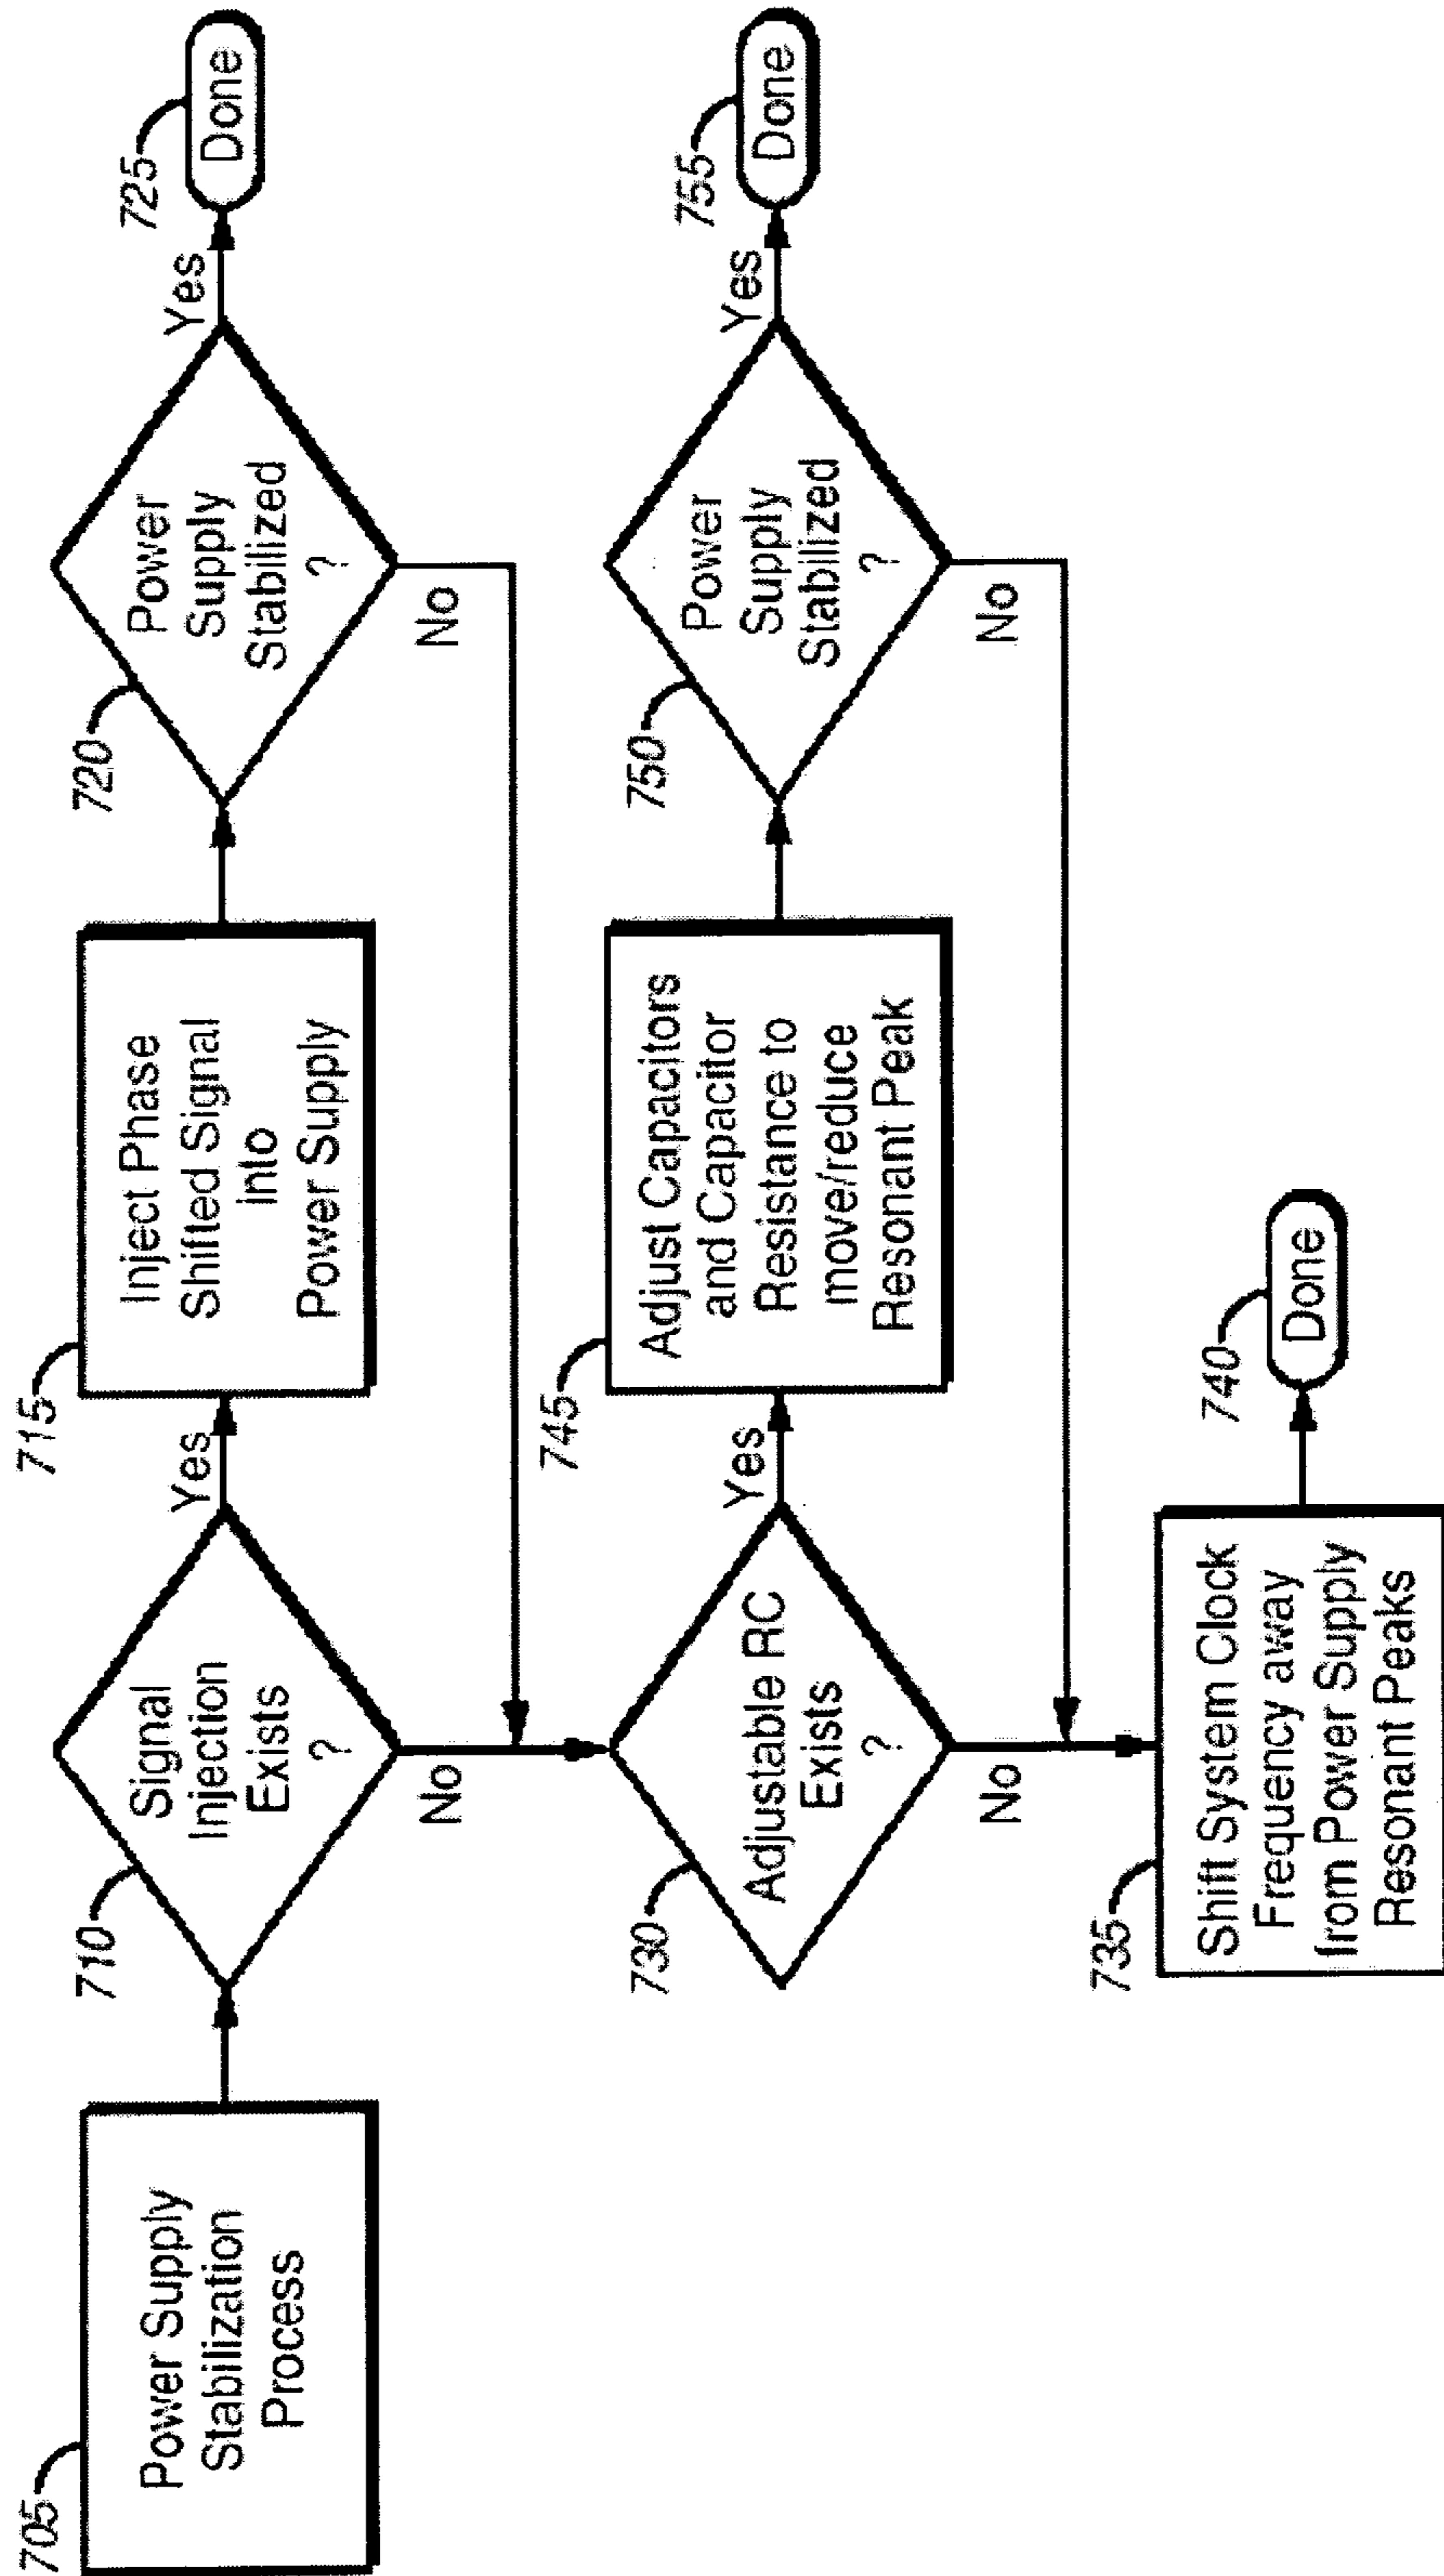 705
Power Supply
Stabilization
Process
710
Signal
Injection
Exists
?
Yes
No
715
Inject Phase
Shifted Signal
into
Power Supply
720
Power
Supply
Stabilized
?
Yes
No
725
Done
730
Adjustable RC
Exists
?
Yes
No
745
Adjust Capacitors
and Capacitor
Resistance to
move/reduce
Resonant Peak
750
Power
Supply
Stabilized
?
Yes
No
755
Done
735
Shift System Clock
Frequency away
from Power Supply
Resonant Peaks
740
Done